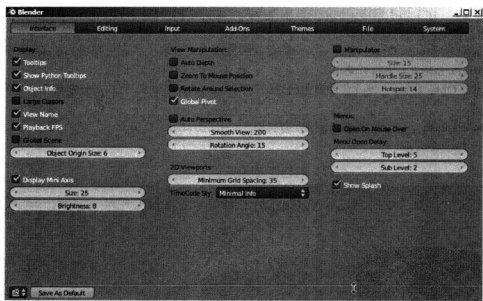 Blender
Interface
Editing
Input
Add-Ons
Themes
File
System
Display:
Tooltips
Show Python Tooltips
Object Info
Large Cursors
View Name
Playback FPS
Global Scene
Object Origin Size: 6
Display Mini Axis
Size: 25
Brightness: 8
View Manipulation:
Auto Depth
Zoom To Mouse Position
Rotate Around Selection
Global Pivot
Auto Perspective
Smooth View: 200
Rotation Angle: 15
2D Viewports:
Minimum Grid Spacing: 35
TimeCode Sty
Minimal Info
Manipulator
Size: 15
Handle Size: 25
Hotspot: 14
Menus:
Open On Mouse Over
Menu Open Delay:
Top Level: 5
Sub Level: 2
Show Splash
Save As Default